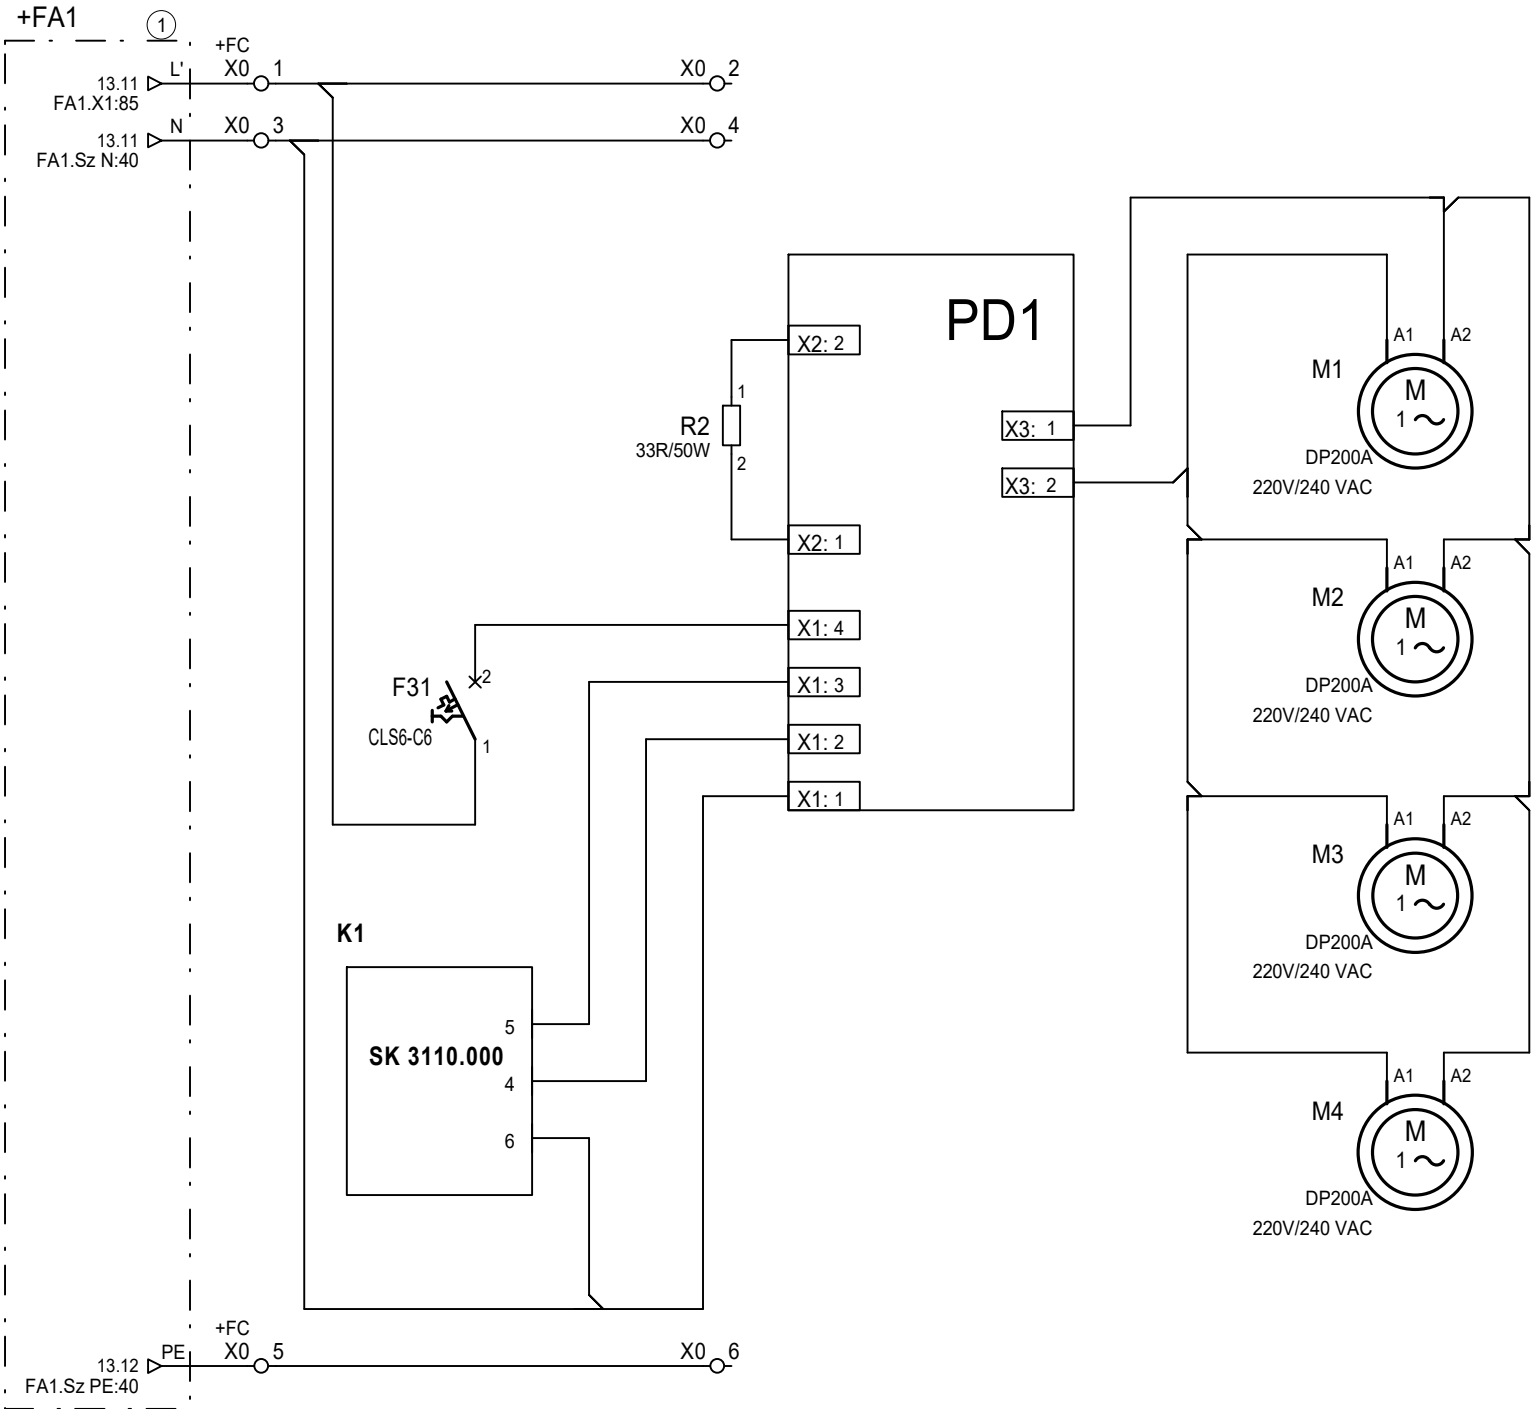 +FA1
1
+FC
L'
X0
1
X0
2
13.11
FA1.X1:85
N
X0
3
X0
4
13.11
FA1.Sz N:40
PD1
X2: 2
1
R2
33R/50W
2
X2: 1
X3: 1
X3: 2
X1: 4
X1: 3
X1: 2
X1: 1
F31
2
CLS6-C6
1
K1
SK 3110.000
5
4
6
A1
A2
M1
M
1
DP200A
220V/240 VAC
A1
A2
M2
M
1
DP200A
220V/240 VAC
A1
A2
M3
M
1
DP200A
220V/240 VAC
A1
A2
M4
M
1
DP200A
220V/240 VAC
+FC
PE
X0
5
X0
6
13.12
FA1.Sz PE:40